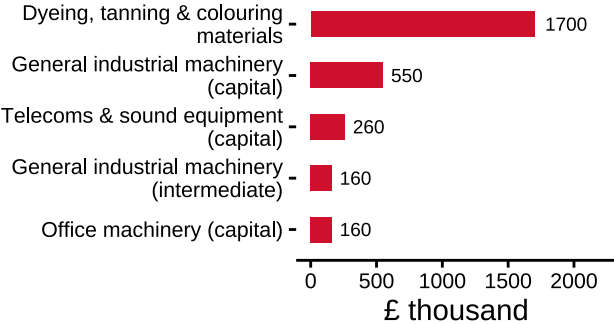 Dyeing, tanning & colouring
materials
1700
General industrial machinery
(capital)
550
Telecoms & sound equipment
(capital)
260
General industrial machinery
(intermediate)
160
Office machinery (capital)
160
0 500 1000 1500 2000
£ thousand